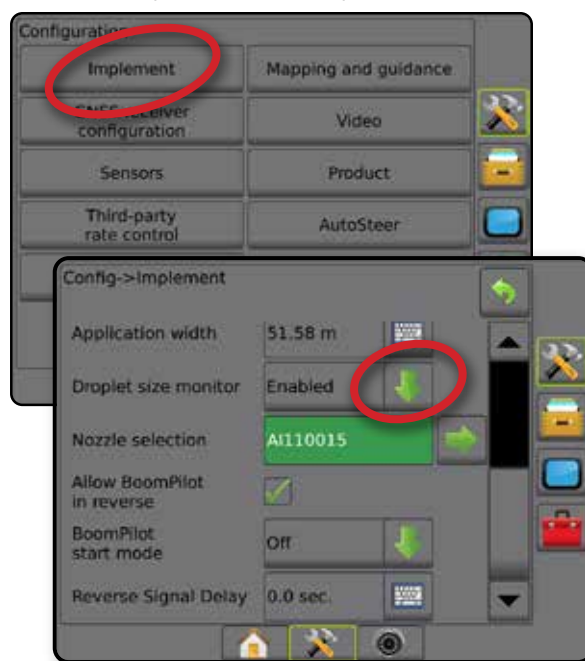 Configuration
Implement
Mapping and guidance
GNSS receiver
configuration
Video
Sensors
Product
Third-party
rate control
AutoSteer
Config->Implement
Application width
51.58 m
Droplet size monitor
Enabled
Nozzle selection
AI110015
Allow BoomPilot
in reverse
BoomPilot
start mode
Off
Reverse Signal Delay
0.0 sec.